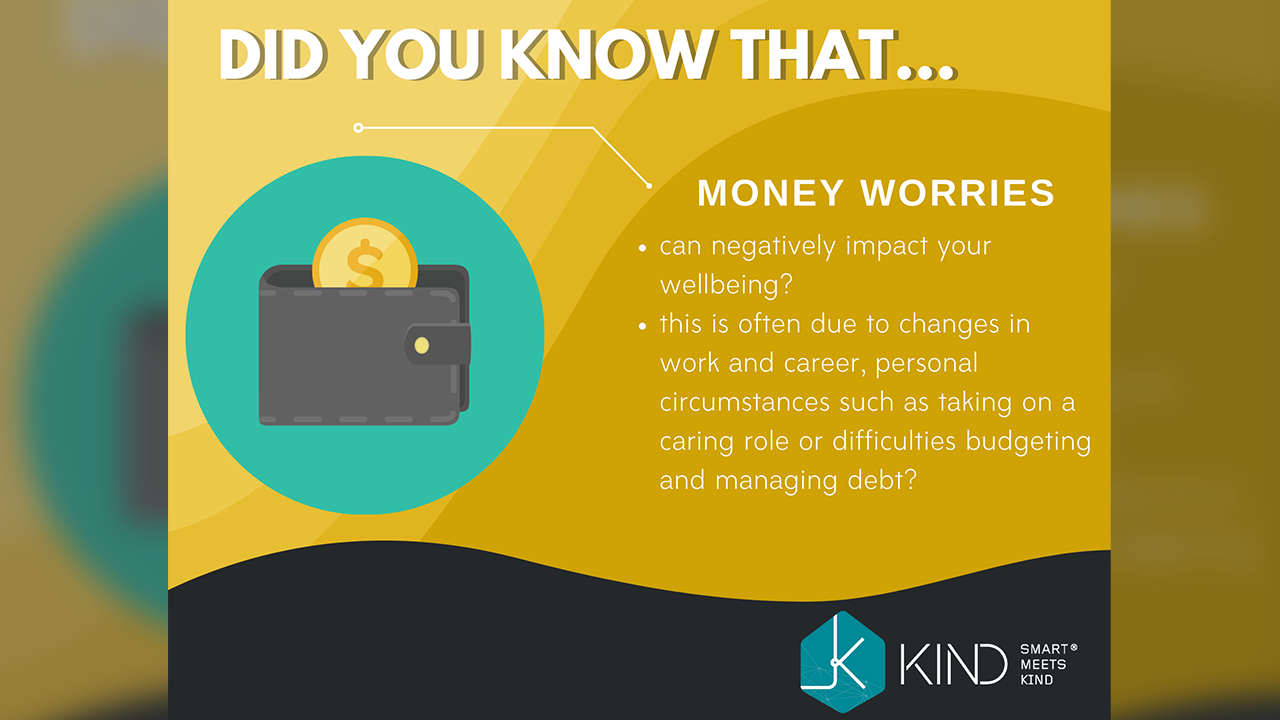 DID YOU KNOW THAT...
MONEY WORRIES
• can negatively impact your
wellbeing?
• this is often due to changes in
work and career, personal
circumstances such as taking on a
caring role or difficulties budgeting
and managing debt?
$
K
KIND
SMART®
MEETS
KIND